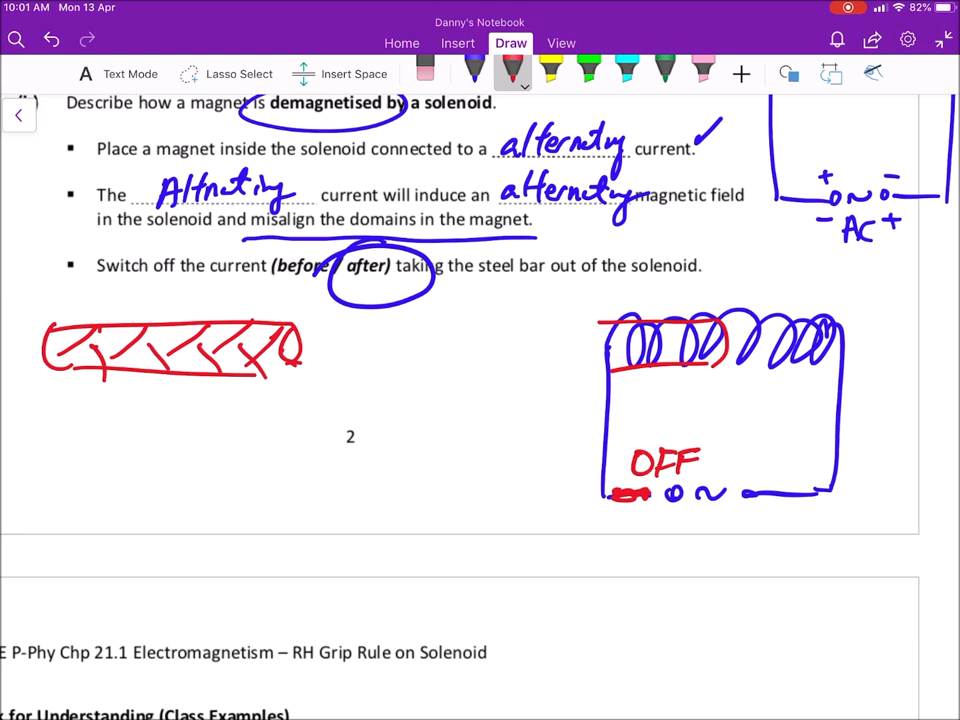 10:01 AM Mon 13 Apr 82%
Danny's Notebook
Home Insert Draw View
A Text Mode Lasso Select Insert Space
Describe how a magnet is demagnetised by a solenoid.
▪ Place a magnet inside the solenoid connected to a alternating current. ✓
▪ The Altnating current will induce an alternating magnetic field
in the solenoid and misalign the domains in the magnet.
+ −
− AC +
▪ Switch off the current (before / after) taking the steel bar out of the solenoid.
OFF
2
E P-Phy Chp 21.1 Electromagnetism – RH Grip Rule on Solenoid
k for Understanding (Class Examples)